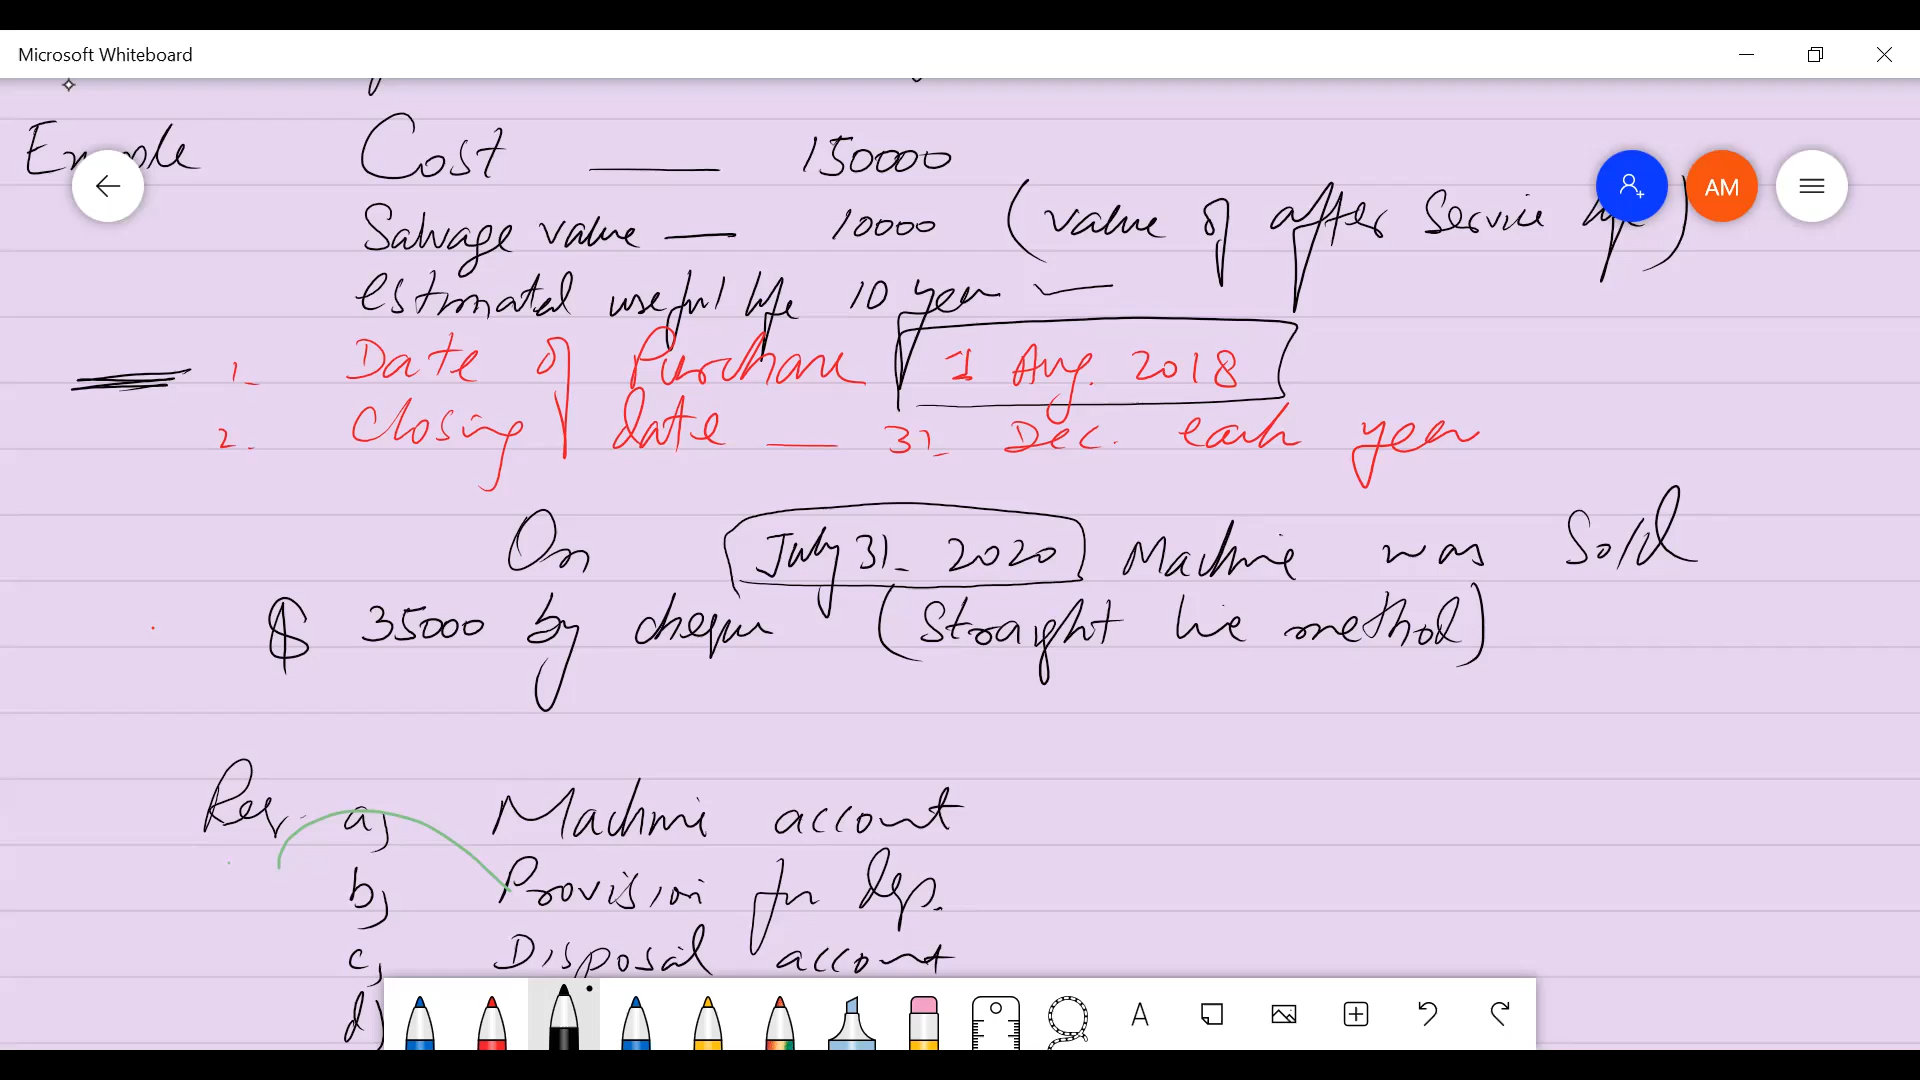 Microsoft Whiteboard
Example Cost — 150000
AM
Salvage value — 10000 (value of after Service life)
estimated useful life 10 year
1. Date of Purchase 1 Aug. 2018
2. Closing date — 31 Dec. each year
On July 31 2020 Machine was Sold
$ 35000 by cheque (Straight line method)
Req. a) Machine account
b) Provision for dep.
c) Disposal account
d)